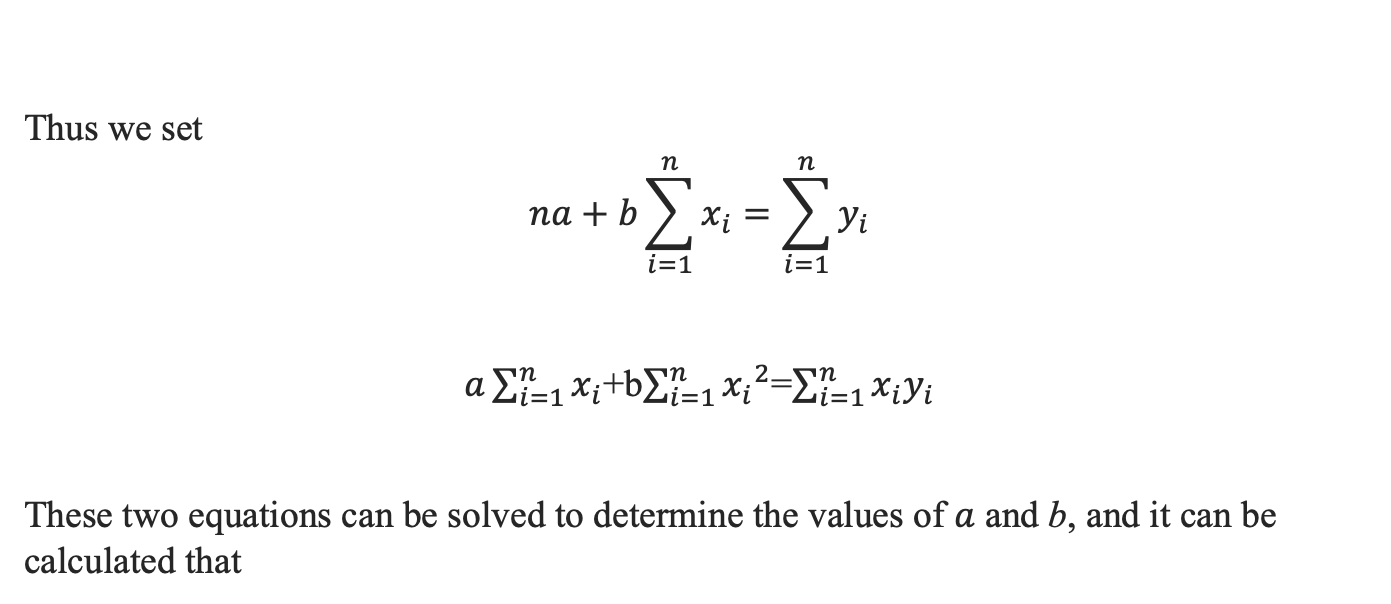 Thus we set
na + b ∑_{i=1}^{n} x_i = ∑_{i=1}^{n} y_i
a ∑_{i=1}^{n} x_i+b∑_{i=1}^{n} x_i^2=∑_{i=1}^{n} x_i y_i
These two equations can be solved to determine the values of a and b, and it can be
calculated that